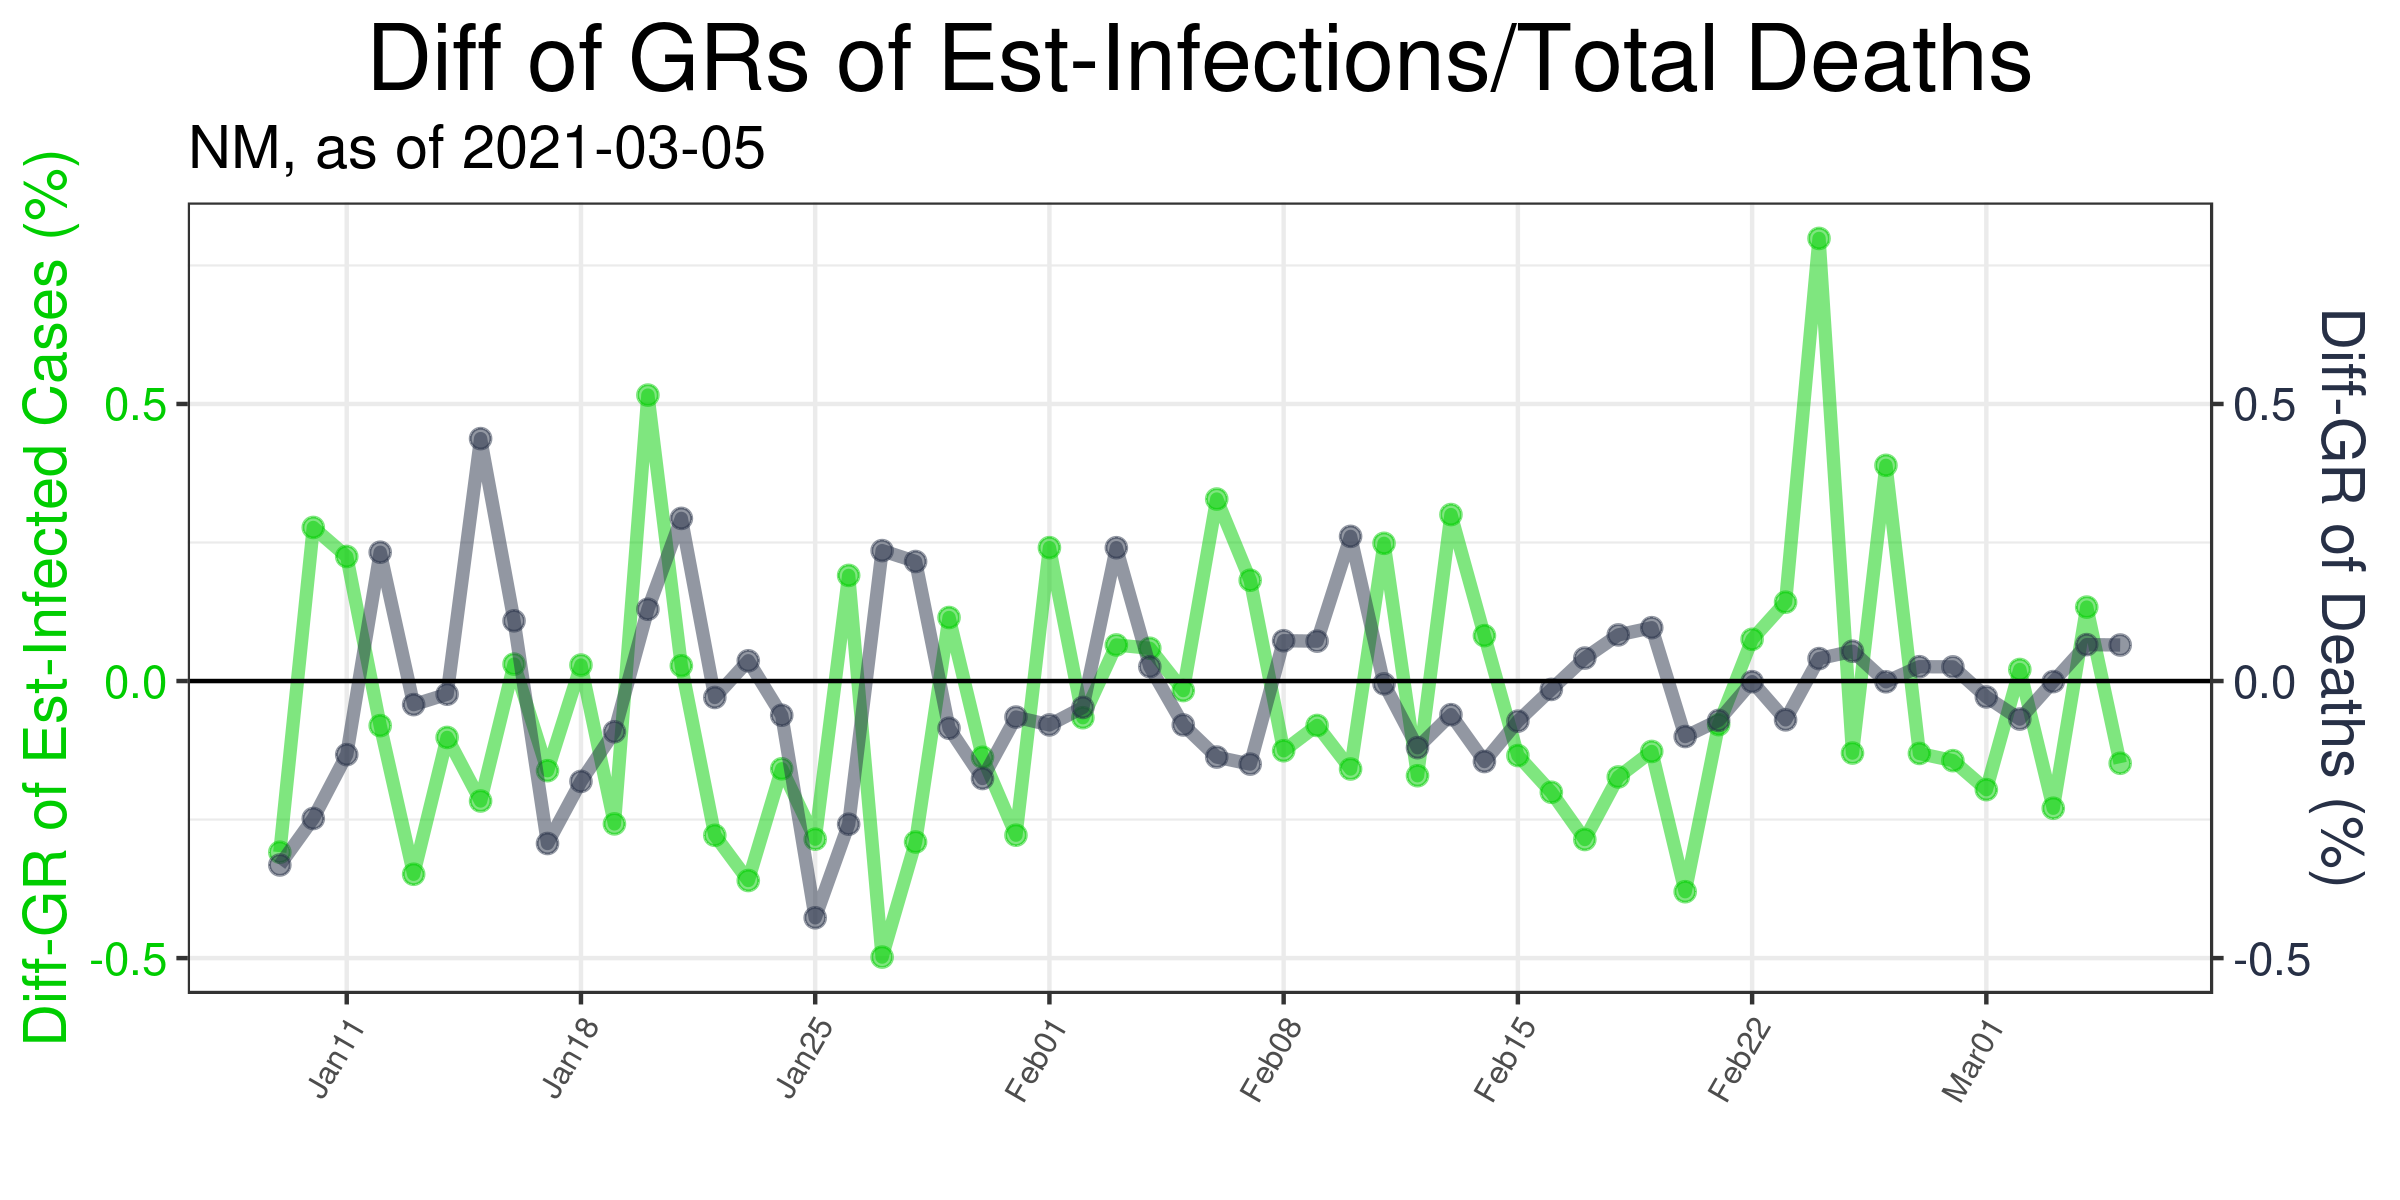 Diff of GRs of Est-Infections/Total Deaths
NM, as of 2021-03-05
Diff-GR of Est-Infected Cases (%)
0.5
0.0
-0.5
Diff-GR of Deaths (%)
0.5
0.0
-0.5
Jan11
Jan18
Jan25
Feb01
Feb08
Feb15
Feb22
Mar01